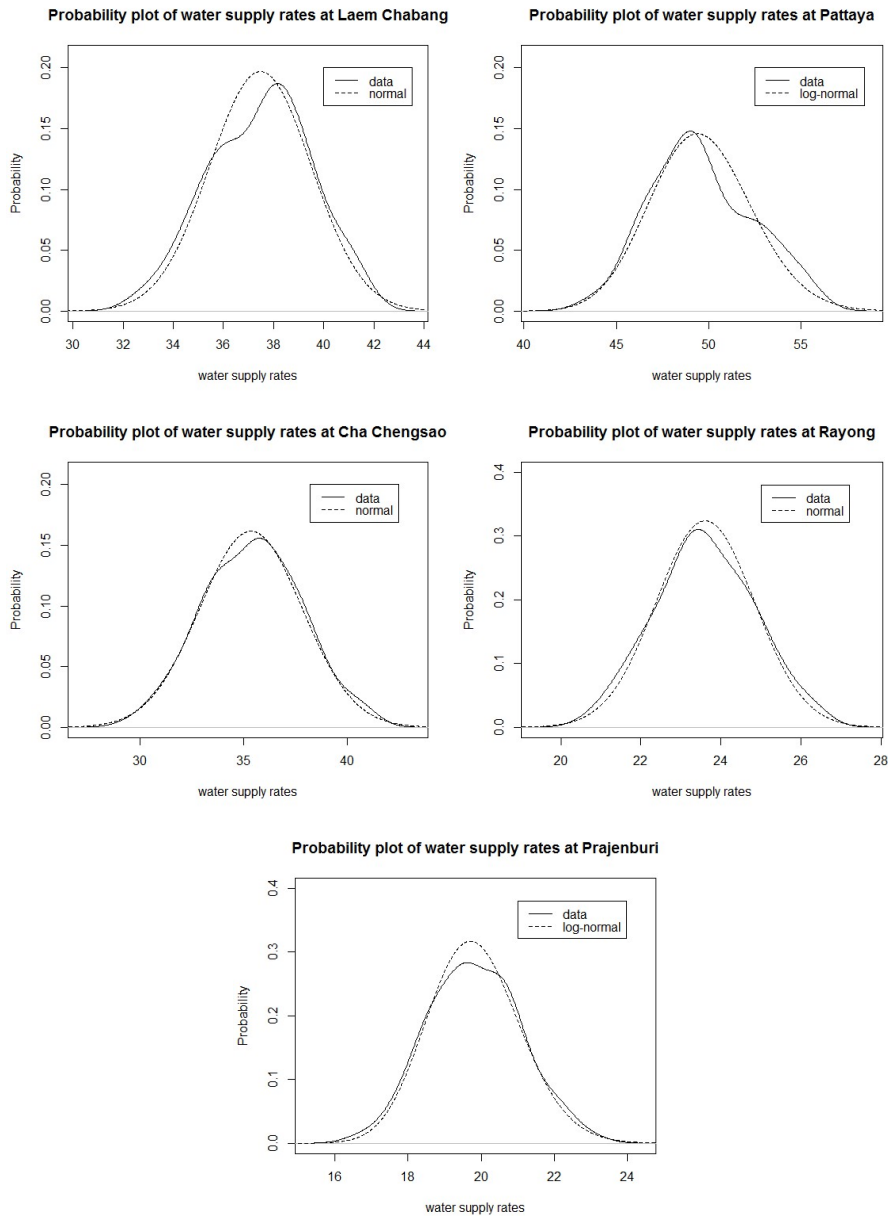 Probability plot of water supply rates at Laem Chabang
Probability
0.00
0.05
0.10
0.15
0.20
data
normal
30 32 34 36 38 40 42 44
water supply rates
Probability plot of water supply rates at Pattaya
Probability
0.00
0.05
0.10
0.15
0.20
data
log-normal
40 45 50 55
water supply rates
Probability plot of water supply rates at Cha Chengsao
Probability
0.00
0.05
0.10
0.15
0.20
data
normal
30 35 40
water supply rates
Probability plot of water supply rates at Rayong
Probability
0.0
0.1
0.2
0.3
0.4
data
normal
20 22 24 26 28
water supply rates
Probability plot of water supply rates at Prajenburi
Probability
0.0
0.1
0.2
0.3
0.4
data
log-normal
16 18 20 22 24
water supply rates